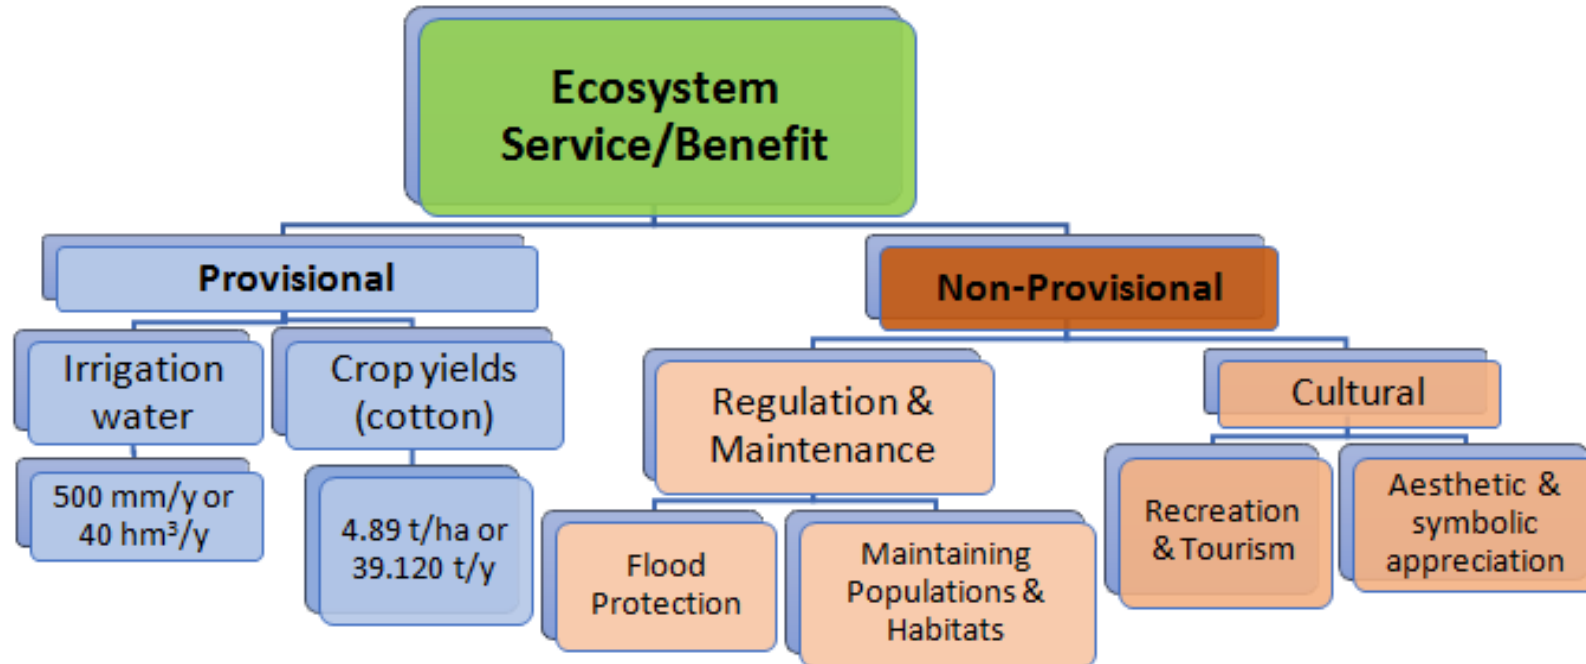 Ecosystem
Service/Benefit
Provisional
Non-Provisional
Irrigation
water
Crop yields
(cotton)
Regulation &
Maintenance
Cultural
500 mm/y or
40 hm³/y
4.89 t/ha or
39.120 t/y
Flood
Protection
Maintaining
Populations &
Habitats
Recreation
& Tourism
Aesthetic &
symbolic
appreciation